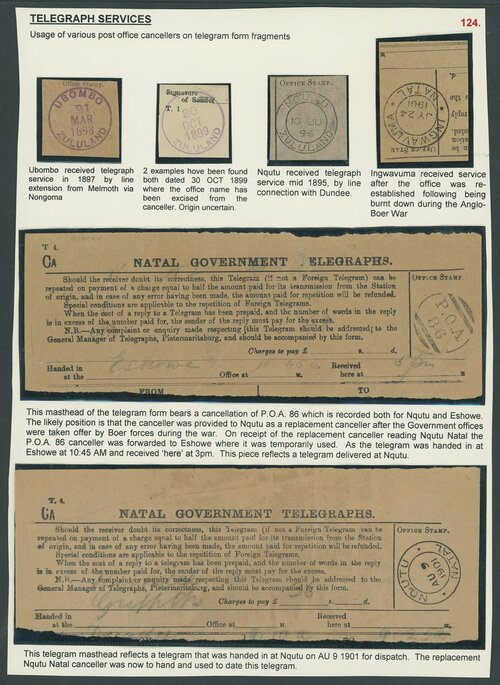 TELEGRAPH SERVICES
124.
Usage of various post office cancellers on telegram form fragments
Office Stamp.
UBOMBO
21
MAR
1898
ZULULAND
Signature
of Sender
T. 1
30
OCT
1899
ZULULAND
OFFICE STAMP.
NQUTU
ZULULAND
NATAL
JY 24
1901
INGWAVUMA
Ubombo received telegraph
service in 1897 by line
extension from Melmoth via
Nongoma
2 examples have been found
both dated 30 OCT 1899
where the office name has
been excised from the
canceller. Origin uncertain.
Nqutu received telegraph
service mid 1895, by line
connection with Dundee.
Ingwavuma received service
after the office was re-
established following being
burnt down during the Anglo-
Boer War
T 4.
CA NATAL GOVERNMENT TELEGRAPHS.
Should the receiver doubt its correctness, this Telegram (if not a Foreign Telegram) can be
repeated on payment of a charge equal to half the amount paid for its transmission from the Station
of origin, and in case of any error having been made, the amount paid for repetition will be refunded.
Special conditions are applicable to the repetition of Foreign Telegrams.
When the cost of a reply to a Telegram has been prepaid, and the number of words in the reply
is in excess of the number paid for, the sender of the reply must pay for the excess.
N.B.—Any complaint or enquiry made respecting this Telegram should be addressed to the
General Manager of Telegraphs, Pietermaritzburg, and should be accompanied by this form.
OFFICE STAMP
P.O.A
86
Charges to pay £ s. d.
Handed in
at the Eshowe Office at M. Received
here at 3 pm M.
FROM TO
This masthead of the telegram form bears a cancellation of P.O.A. 86 which is recorded both for Nqutu and Eshowe.
The likely position is that the canceller was provided to Nqutu as a replacement canceller after the Government offices
were taken offer by Boer forces during the war. On receipt of the replacement canceller reading Nqutu Natal the
P.O.A. 86 canceller was forwarded to Eshowe where it was temporarily used. As the telegram was handed in at
Eshowe at 10:45 AM and received 'here' at 3pm. This piece reflects a telegram delivered at Nqutu.
T. 4.
CA NATAL GOVERNMENT TELEGRAPHS.
Should the receiver doubt its correctness, this Telegram (if not a Foreign Telegram) can be
repeated on payment of a charge equal to half the amount paid for its transmission from the Station
of origin, and in case of any error having been made, the amount paid for repetition will be refunded.
Special conditions are applicable to the repetition of Foreign Telegrams.
When the cost of a reply to a telegram has been prepaid, and the number of words in the reply
is in excess of the number paid for, the sender of the reply must pay for the excess.
N.B.—Any complaint or enquiry made respecting this Telegram should be addressed to the
General Manager of Telegraphs, Pietermaritzburg, and should be accompanied by this form.
OFFICE STAMP.
NATAL
AU 9
1901
NQUTU
Charges to pay £ s. d.
Handed in
at the Office at M. Received
here at M.
This telegram masthead reflects a telegram that was handed in at Nqutu on AU 9 1901 for dispatch. The replacement
Nqutu Natal canceller was now to hand and used to date this telegram.